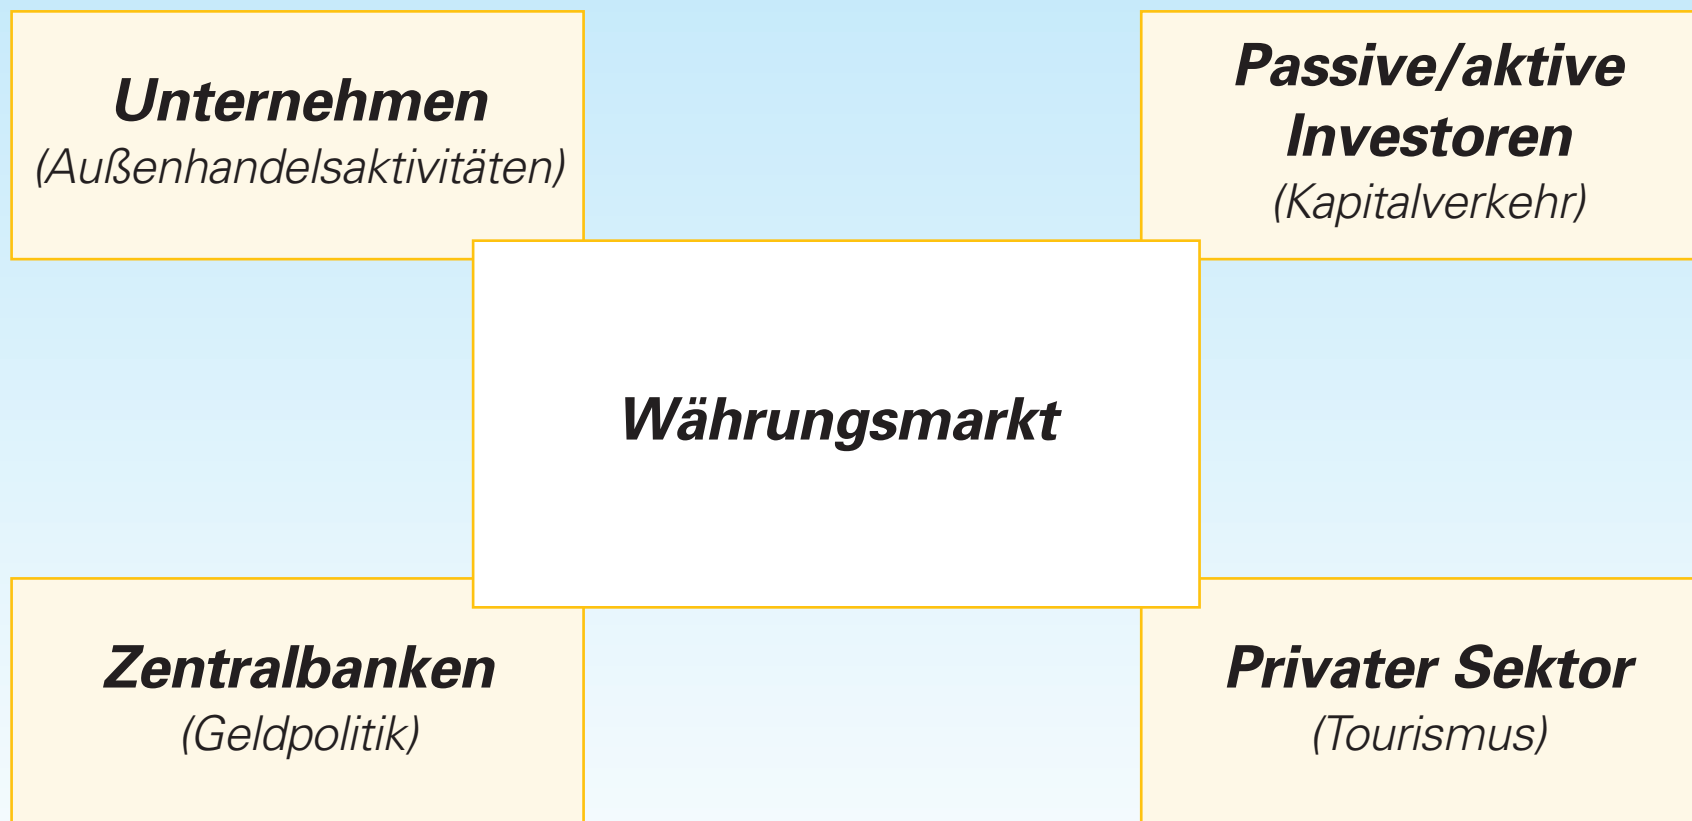 Unternehmen
(Außenhandelsaktivitäten)
Passive/aktive
Investoren
(Kapitalverkehr)
Währungsmarkt
Zentralbanken
(Geldpolitik)
Privater Sektor
(Tourismus)